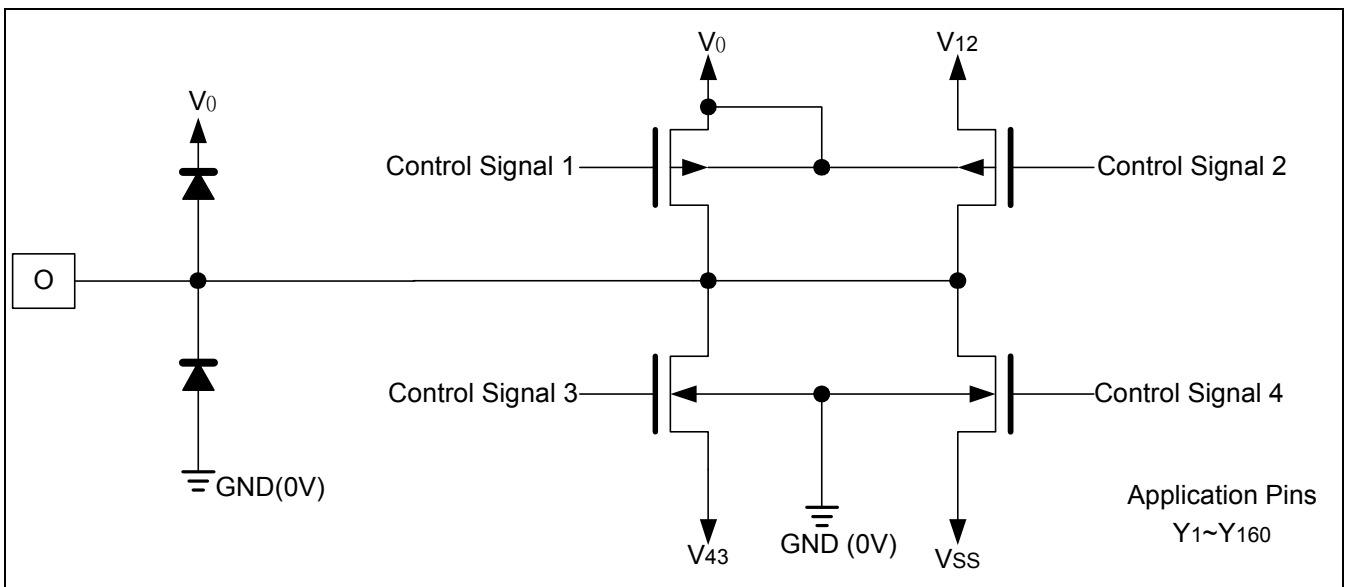 V0
V12
V0
Control Signal 1
Control Signal 2
O
Control Signal 3
Control Signal 4
GND(0V)
V43
GND (0V)
VSS
Application Pins
Y1~Y160